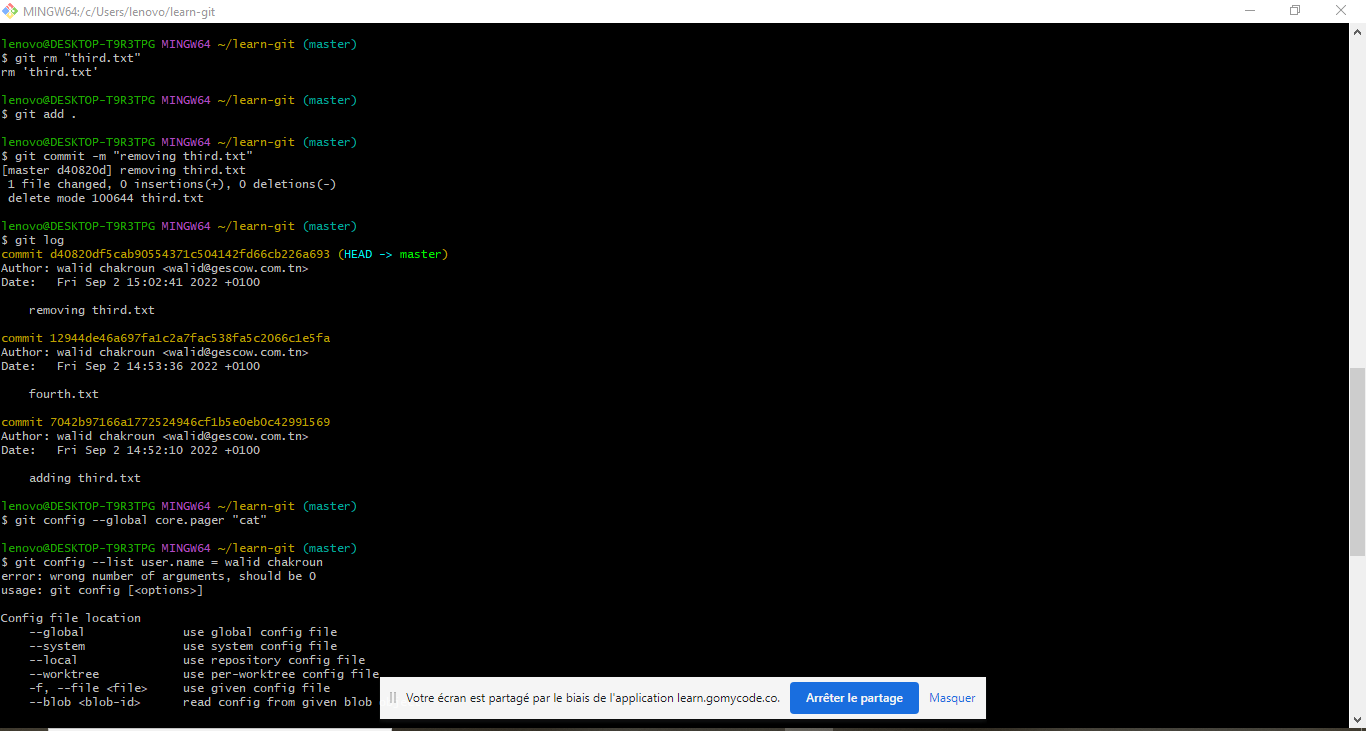 MINGW64:/c/Users/lenovo/learn-git
lenovo@DESKTOP-T9R3TPG MINGW64 ~/learn-git (master)
$ git rm "third.txt"
rm 'third.txt'
lenovo@DESKTOP-T9R3TPG MINGW64 ~/learn-git (master)
$ git add .
lenovo@DESKTOP-T9R3TPG MINGW64 ~/learn-git (master)
$ git commit -m "removing third.txt"
[master d40820d] removing third.txt
 1 file changed, 0 insertions(+), 0 deletions(-)
 delete mode 100644 third.txt
lenovo@DESKTOP-T9R3TPG MINGW64 ~/learn-git (master)
$ git log
commit d40820df5cab90554371c504142fd66cb226a693 (HEAD -> master)
Author: walid chakroun <walid@gescow.com.tn>
Date:   Fri Sep 2 15:02:41 2022 +0100
    removing third.txt
commit 12944de46a697fa1c2a7fac538fa5c2066c1e5fa
Author: walid chakroun <walid@gescow.com.tn>
Date:   Fri Sep 2 14:53:36 2022 +0100
    fourth.txt
commit 7042b97166a1772524946cf1b5e0eb0c42991569
Author: walid chakroun <walid@gescow.com.tn>
Date:   Fri Sep 2 14:52:10 2022 +0100
    adding third.txt
lenovo@DESKTOP-T9R3TPG MINGW64 ~/learn-git (master)
$ git config --global core.pager "cat"
lenovo@DESKTOP-T9R3TPG MINGW64 ~/learn-git (master)
$ git config --list user.name = walid chakroun
error: wrong number of arguments, should be 0
usage: git config [<options>]
Config file location
    --global              use global config file
    --system              use system config file
    --local               use repository config file
    --worktree            use per-worktree config file
    -f, --file <file>     use given config file
    --blob <blob-id>      read config from given blob
Votre écran est partagé par le biais de l'application learn.gomycode.co.
Arrêter le partage
Masquer